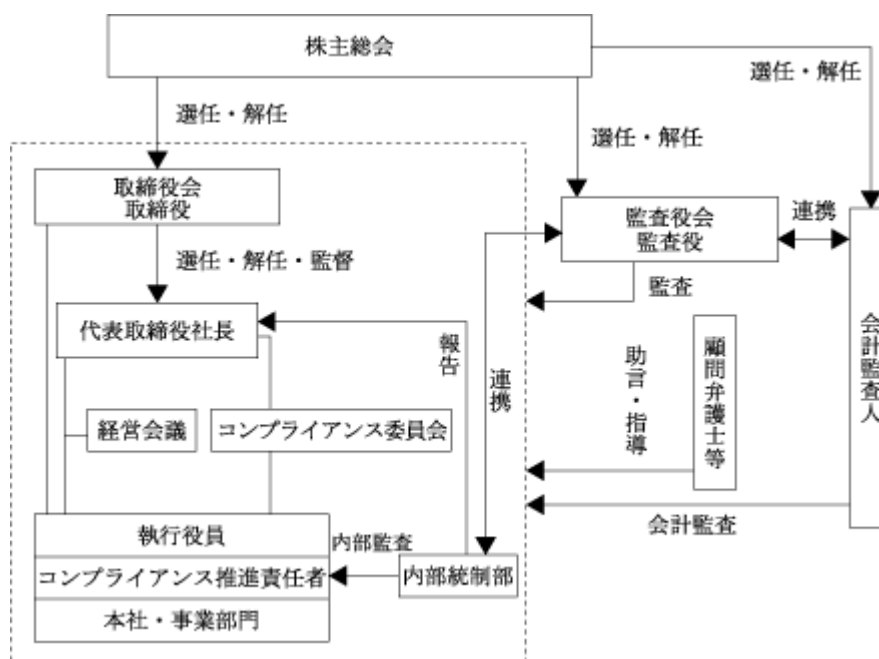 株主総会
選任・解任
選任・解任
選任・解任
取締役会
取締役
監査役会
監査役
連携
選任・解任・監督
監査
代表取締役社長
報告
連携
助言・指導
顧問弁護士等
会計監査人
経営会議
コンプライアンス委員会
会計監査
執行役員
内部監査
コンプライアンス推進責任者
内部統制部
本社・事業部門